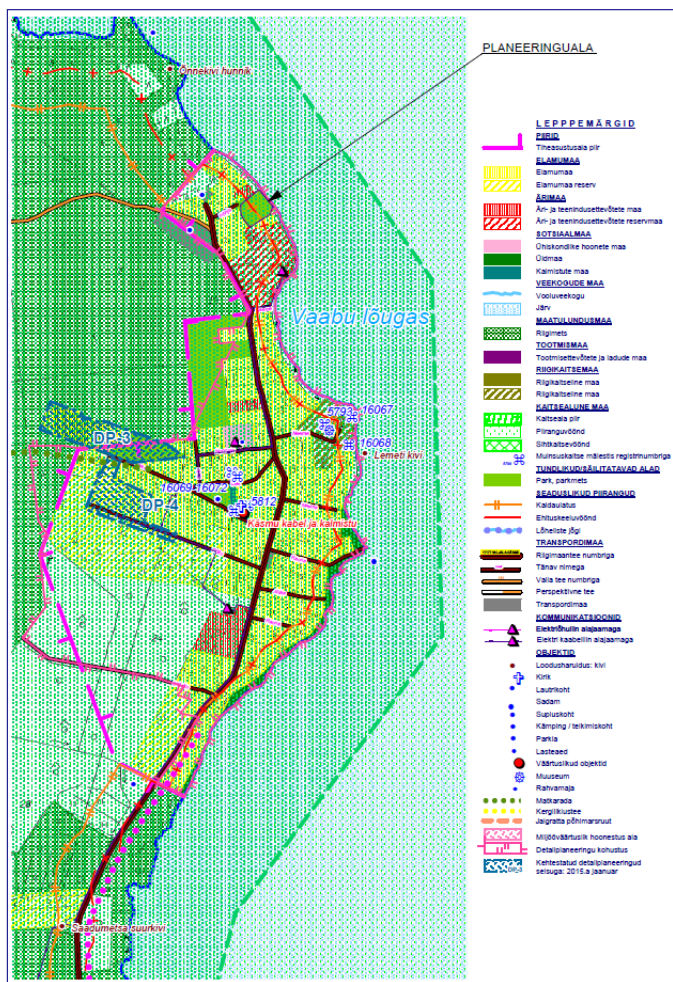 PLANEERINGUALA
Õnnekivi hunnik
Vaabu lõugas
5793
16067
16068
Lemeti kivi
DP-3
DP-4
16069
16072
5812
Käsmu kabel ja kalmistu
Saadumetsa suurkivi
LEPPPEMÄRGID
PIIRID
Tiheasustusala piir
ELAMUMAA
Elamumaa
Elamumaa reserv
ÄRIMAA
Äri- ja teenindusettevõtete maa
Äri- ja teenindusettevõtete reservmaa
SOTSIAALMAA
Ühiskondlike hoonete maa
Üldmaa
Kalmistute maa
VEEKOGUDE MAA
Vooluveekogu
Järv
MAATULUNDUSMAA
Riigimets
TOOTMISMAA
Tootmisettevõtete ja ladude maa
RIIGIKAITSEMAA
Riigikaitseline maa
Riigikaitseline maa
KAITSEALUNE MAA
Kaitseala piir
Piiranguvöönd
Sihtkaitsevöönd
Muinsuskaitse mälestis registrinumbriga
TUNDLIKUD/SÄILITATAVAD ALAD
Park, parkmets
SEADUSLIKUD PIIRANGUD
Kaldaulatus
Ehituskeeluvöönd
Lõheliste jõgi
TRANSPORDIMAA
Riigimaantee numbriga
Tänav nimega
Valla tee numbriga
Perspektiivne tee
Transpordimaa
KOMMUNIKATSIOONID
Elektriõhuliin alajaamaga
Elektri kaabelliin alajaamaga
OBJEKTID
Loodusharuldus: kivi
Kirik
Lautrikoht
Sadam
Supluskoht
Kämping / telkimiskoht
Parkla
Lasteaed
Väärtuslikud objektid
Muuseum
Rahvamaja
Matkarada
Kergliiklustee
Jalgratta põhimarsruut
Miljööväärtuslik hoonestus ala
Detailplaneeringu kohustus
DP-3
Kehtestatud detailplaneeringud
seisuga: 2015.a jaanuar